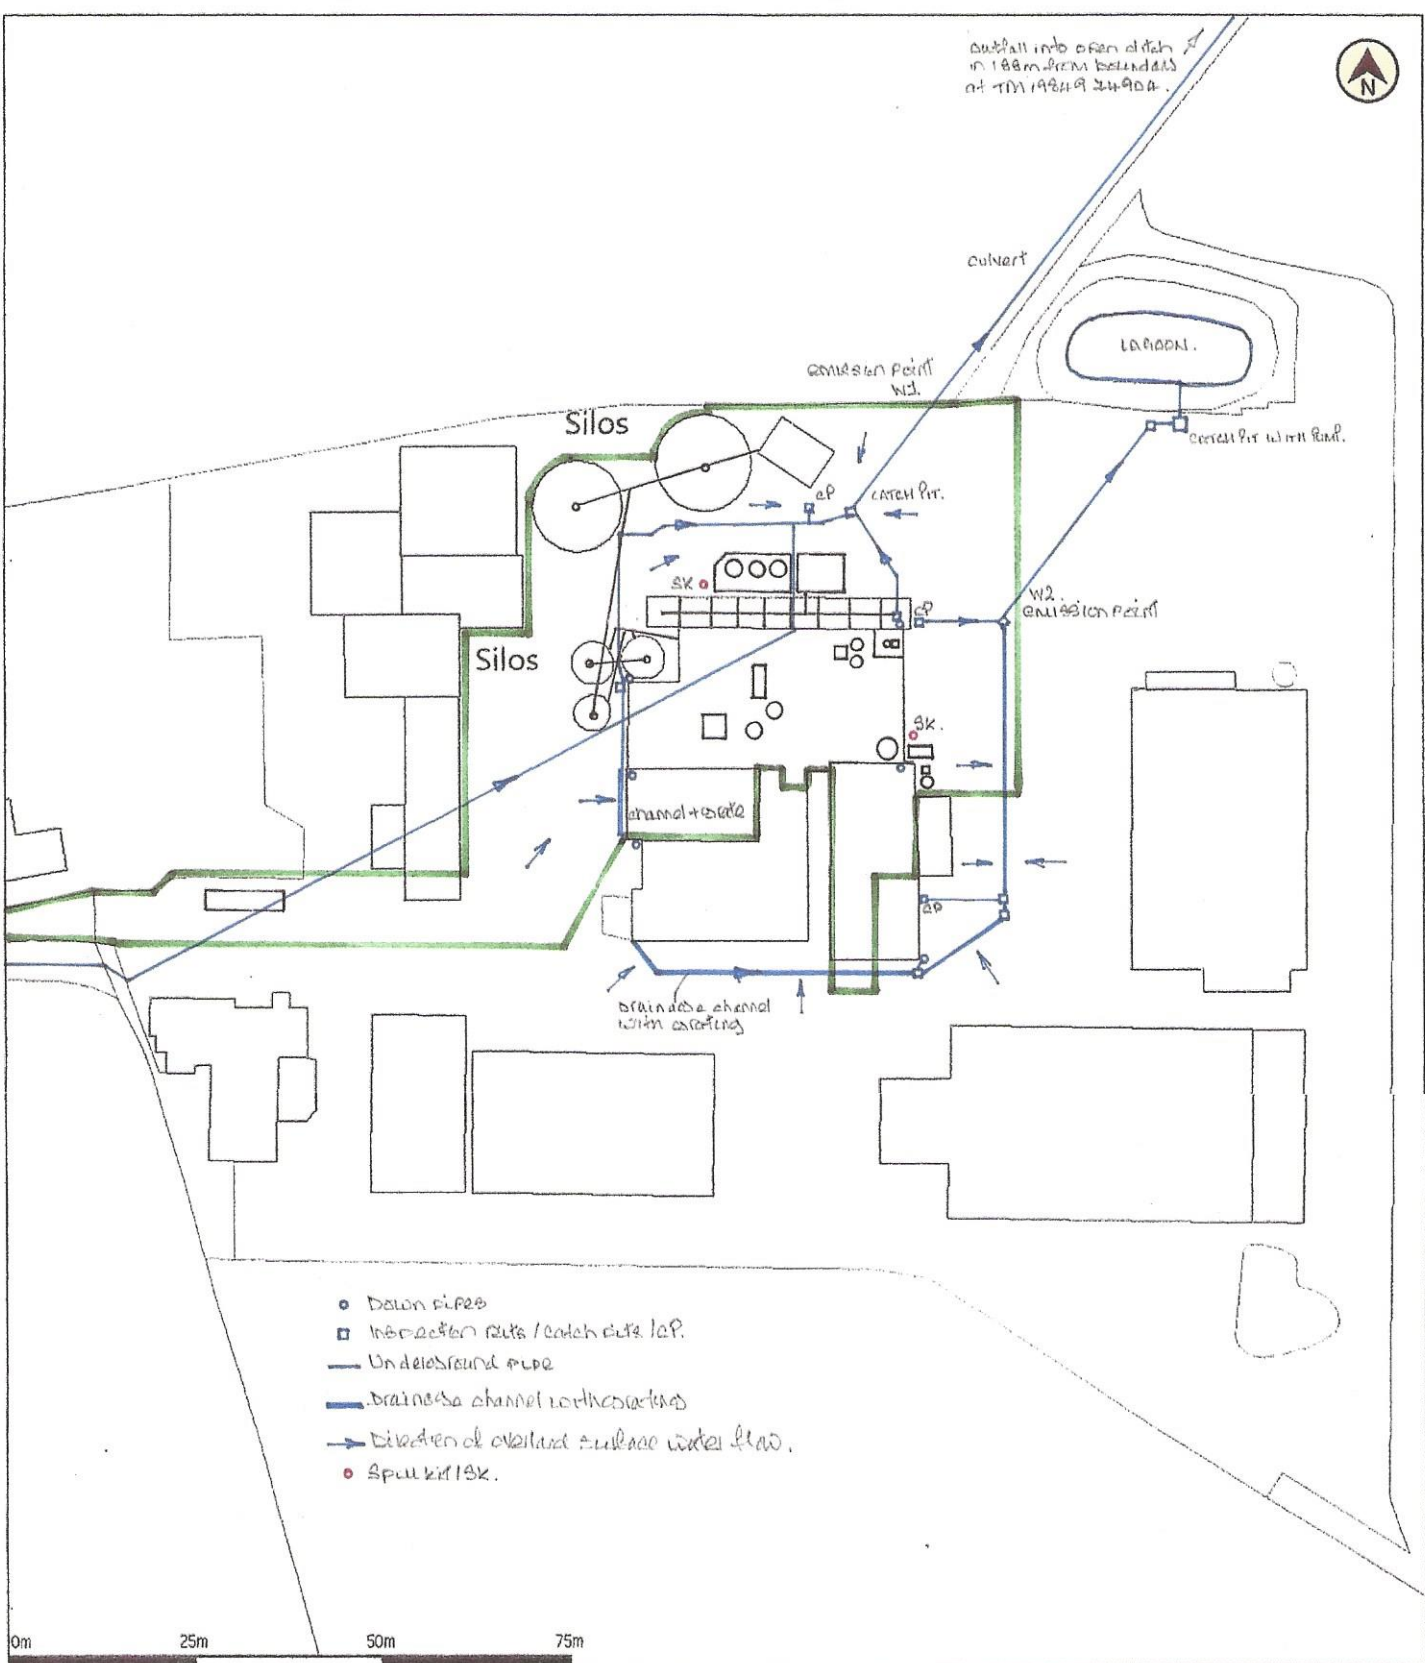 Outfall into open ditch
in 188m from boundary
at TM 19849 74904.
N
culvert
LAGOON.
Emission Point
W1.
Silos
CATCH PIT WITH PUMP.
CP
CATCH PIT.
SK
CP
W2.
Emission Point
Silos
SK.
channel + grate
CP
Drainage channel
with grating
Down pipes
Inspection pits / catch pits / CP.
Underground pipe
Drainage channel with gratings
Direction of overland surface water flow.
Spill kit / SK.
0m 25m 50m 75m